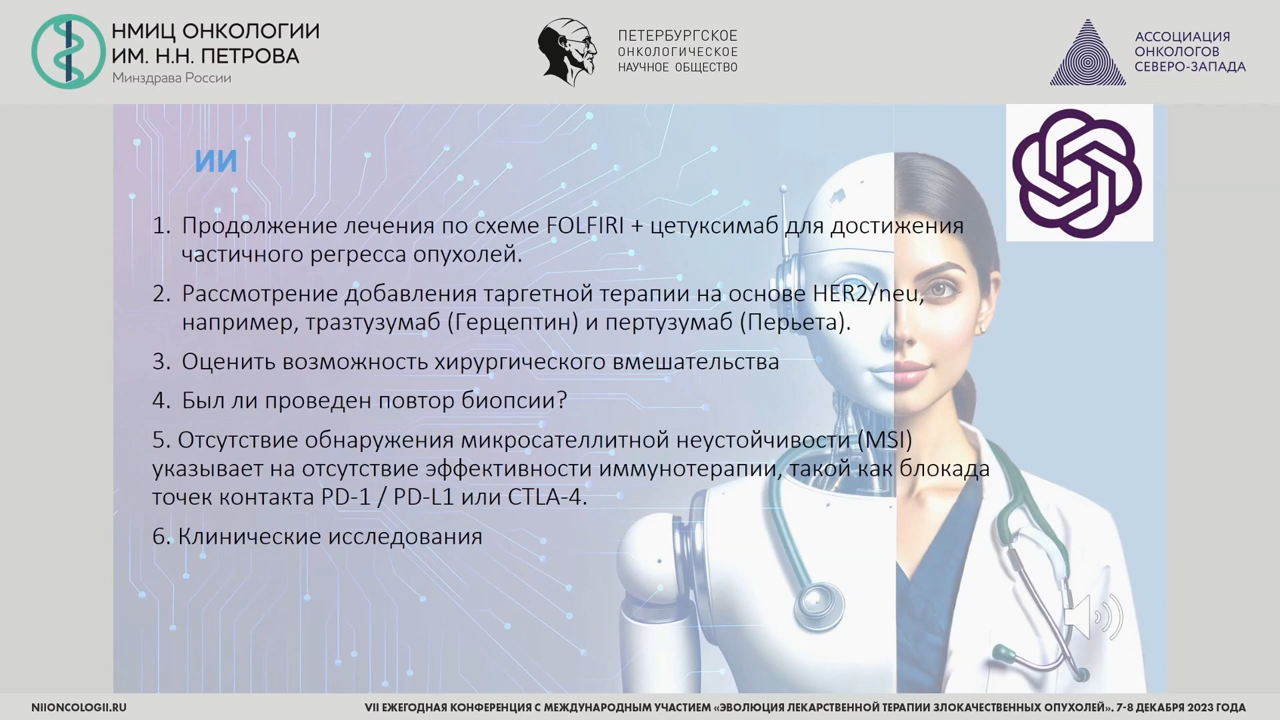 НМИЦ ОНКОЛОГИИ
ИМ. Н.Н. ПЕТРОВА
Минздрава России
ПЕТЕРБУРГСКОЕ
ОНКОЛОГИЧЕСКОЕ
НАУЧНОЕ ОБЩЕСТВО
АССОЦИАЦИЯ
ОНКОЛОГОВ
СЕВЕРО-ЗАПАДА
ИИ
1. Продолжение лечения по схеме FOLFIRI + цетуксимаб для достижения
частичного регресса опухолей.
2. Рассмотрение добавления таргетной терапии на основе HER2/neu,
например, тразтузумаб (Герцептин) и пертузумаб (Перьета).
3. Оценить возможность хирургического вмешательства
4. Был ли проведен повтор биопсии?
5. Отсутствие обнаружения микросателлитной неустойчивости (MSI)
указывает на отсутствие эффективности иммунотерапии, такой как блокада
точек контакта PD-1 / PD-L1 или CTLA-4.
6. Клинические исследования
NIIONCOLOGII.RU
VII ЕЖЕГОДНАЯ КОНФЕРЕНЦИЯ С МЕЖДУНАРОДНЫМ УЧАСТИЕМ «ЭВОЛЮЦИЯ ЛЕКАРСТВЕННОЙ ТЕРАПИИ ЗЛОКАЧЕСТВЕННЫХ ОПУХОЛЕЙ». 7-8 ДЕКАБРЯ 2023 ГОДА